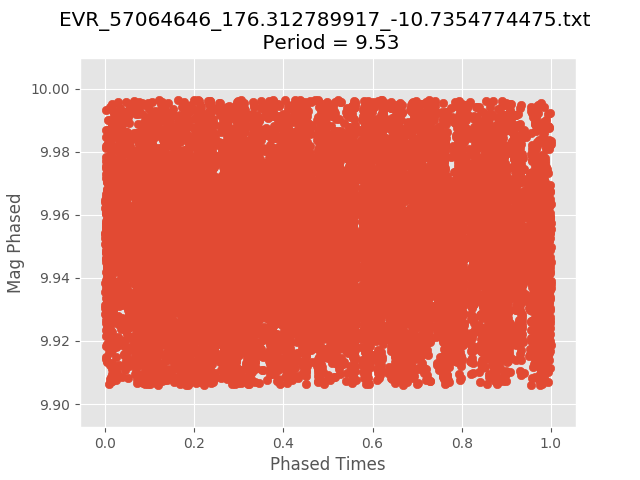 EVR_57064646_176.312789917_-10.7354774475.txt
Period = 9.53
10.00
9.98
9.96
9.94
9.92
9.90
Mag Phased
0.0 0.2 0.4 0.6 0.8 1.0
Phased Times